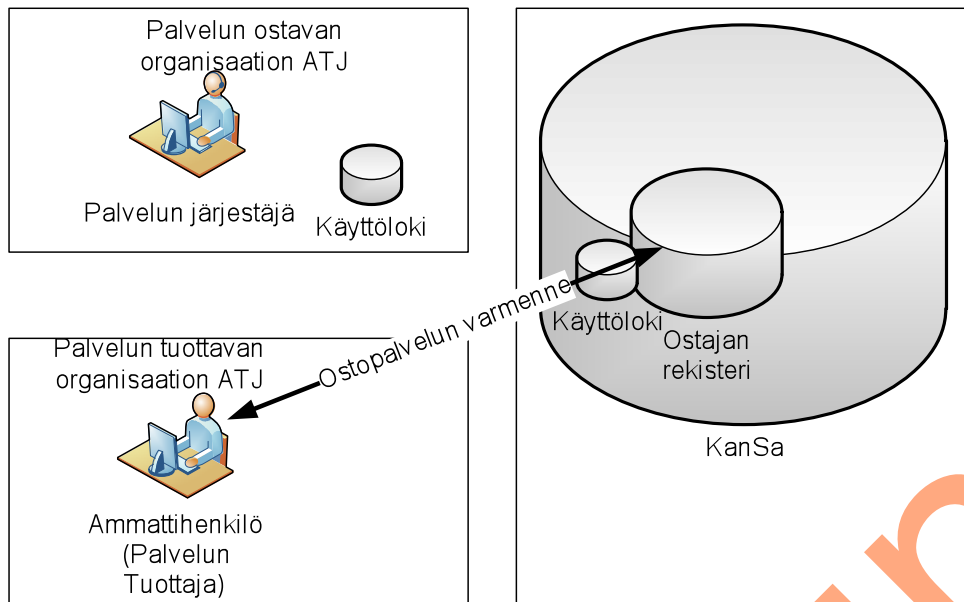 Palvelun ostavan
organisaation ATJ
Palvelun järjestäjä
Käyttöloki
Palvelun tuottavan
organisaation ATJ
Ammattihenkilö
(Palvelun
Tuottaja)
Ostopalvelun varmenne
Käyttöloki
Ostajan
rekisteri
KanSa